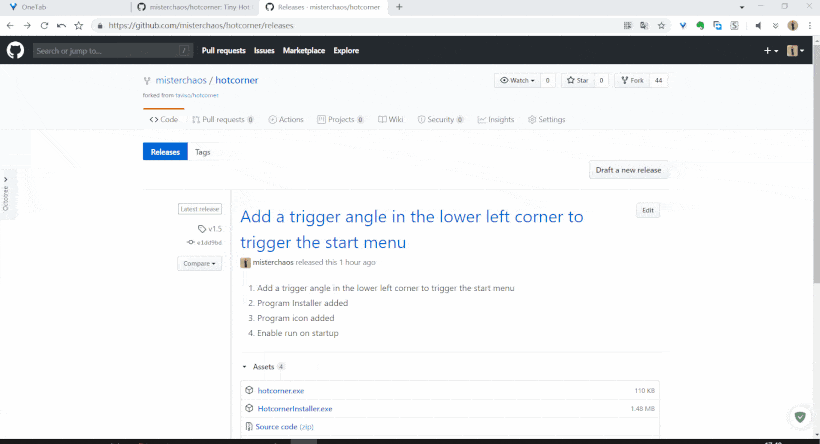 OneTab
misterchaos/hotcorner: Tiny Hot
Releases · misterchaos/hotcorner
https://github.com/misterchaos/hotcorner/releases
Search or jump to...
/
Pull requests
Issues
Marketplace
Explore
misterchaos / hotcorner
forked from taviso/hotcorner
Watch
0
Star
0
Fork
44
Code
Pull requests 0
Actions
Projects 0
Wiki
Security 0
Insights
Settings
Releases
Tags
Draft a new release
Octotree
Latest release
v1.5
e1dd9bd
Compare
Add a trigger angle in the lower left corner to
trigger the start menu
Edit
misterchaos released this 1 hour ago
1. Add a trigger angle in the lower left corner to trigger the start menu
2. Program Installer added
3. Program icon added
4. Enable run on startup
Assets 4
hotcorner.exe
110 KB
HotcornerInstaller.exe
1.48 MB
Source code (zip)